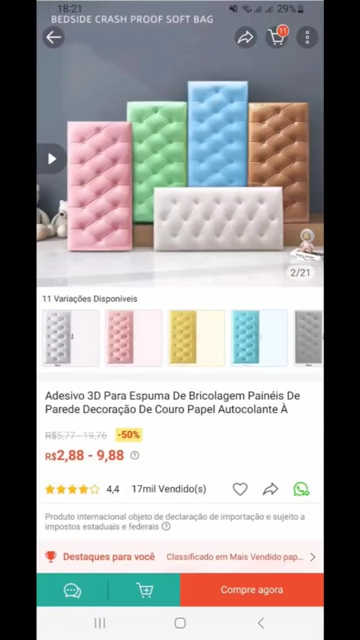 18:21
29%
BEDSIDE CRASH PROOF SOFT BAG
11
2/21
11 Variações Disponíveis
Adesivo 3D Para Espuma De Bricolagem Painéis De
Parede Decoração De Couro Papel Autocolante À
R$5,77 - 19,76 -50%
R$2,88 - 9,88
4,4 17mil Vendido(s)
Produto internacional objeto de declaração de importação e sujeito a
impostos estaduais e federais
Destaques para você Classificado em Mais Vendido pap...
Compre agora